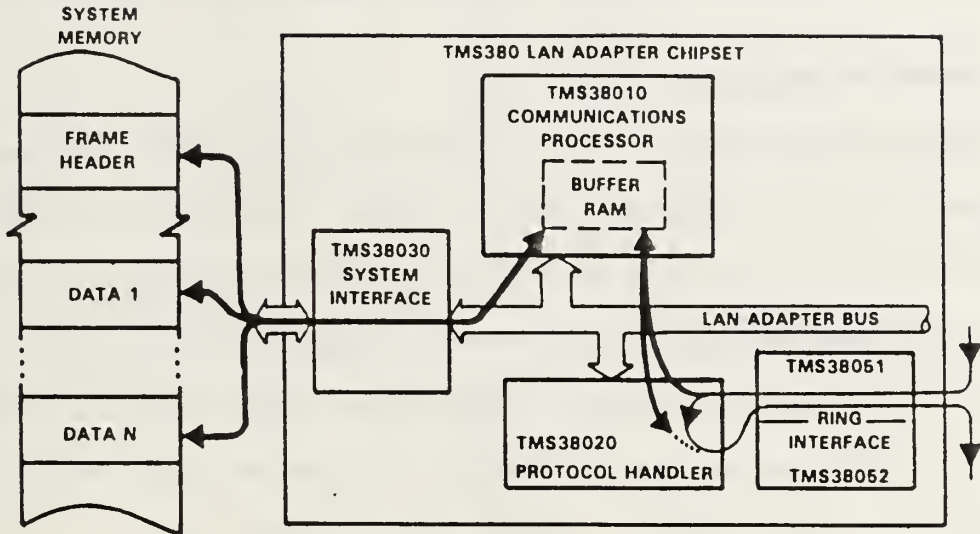 SYSTEM
MEMORY
FRAME
HEADER
DATA 1
DATA N
TMS380 LAN ADAPTER CHIPSET
TMS38010
COMMUNICATIONS
PROCESSOR
BUFFER
RAM
TMS38030
SYSTEM
INTERFACE
LAN ADAPTER BUS
TMS38020
PROTOCOL HANDLER
TMS38051
RING
INTERFACE
TMS38052